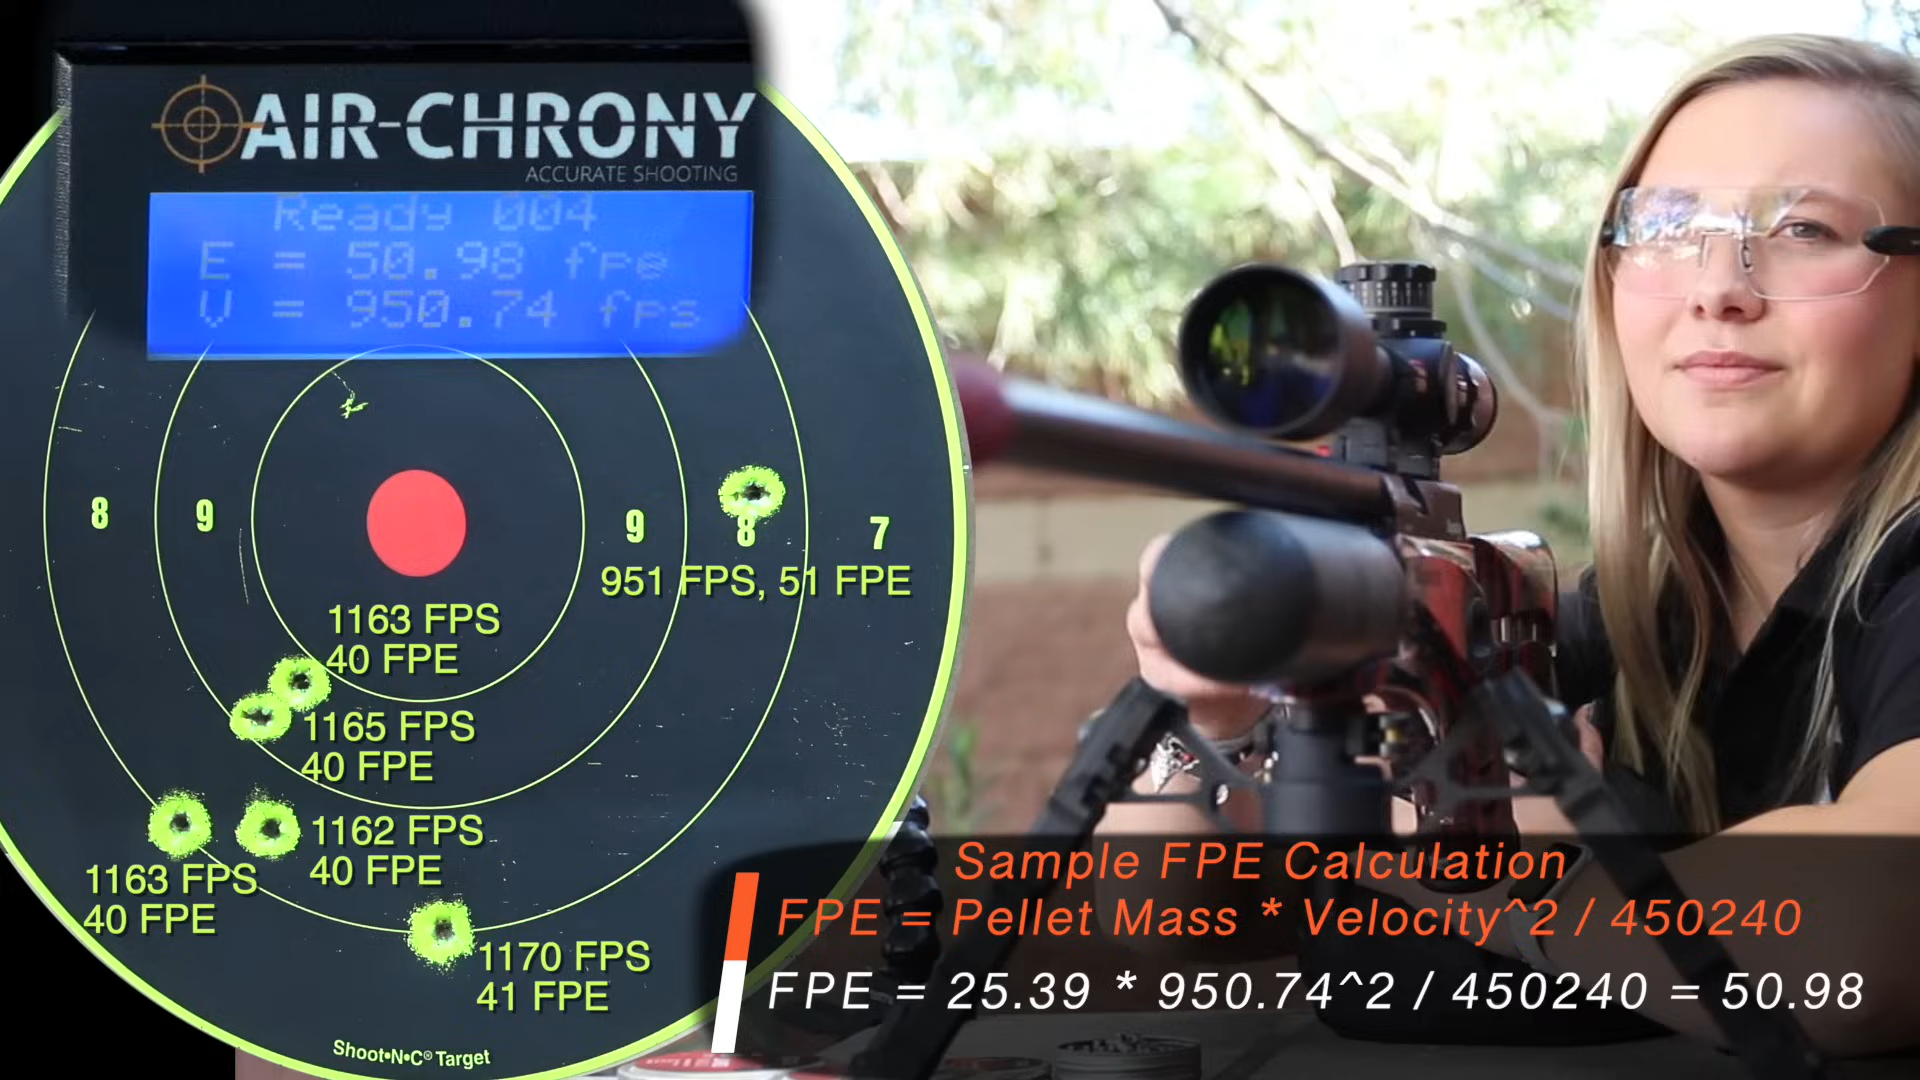 AIR-CHRONY
ACCURATE SHOOTING
Ready 004
E = 50.98 fpe
V = 950.74 fps
8
9
9
8
7
951 FPS, 51 FPE
1163 FPS
40 FPE
1165 FPS
40 FPE
1162 FPS
40 FPE
1163 FPS
40 FPE
1170 FPS
41 FPE
Shoot•N•C® Target
Sample FPE Calculation
FPE = Pellet Mass * Velocity^2 / 450240
FPE = 25.39 * 950.74^2 / 450240 = 50.98